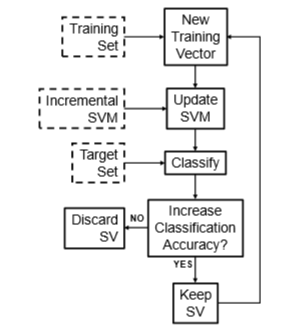 Training
Set
New
Training
Vector
Incremental
SVM
Update
SVM
Target
Set
Classify
Increase
Classification
Accuracy?
NO
Discard
SV
YES
Keep
SV